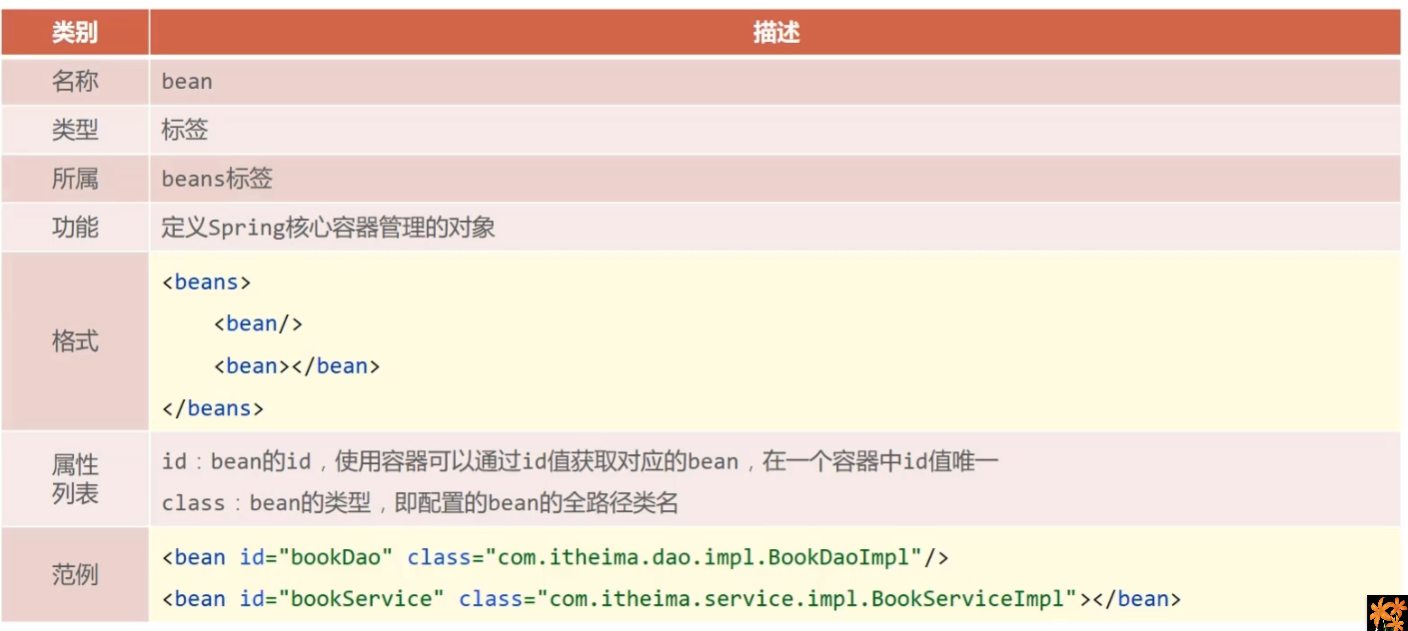 类别 描述
名称 bean
类型 标签
所属 beans标签
功能 定义Spring核心容器管理的对象
格式
<beans>
    <bean/>
    <bean></bean>
</beans>
属性
列表
id：bean的id，使用容器可以通过id值获取对应的bean，在一个容器中id值唯一
class：bean的类型，即配置的bean的全路径类名
范例
<bean id="bookDao" class="com.itheima.dao.impl.BookDaoImpl"/>
<bean id="bookService" class="com.itheima.service.impl.BookServiceImpl"></bean>